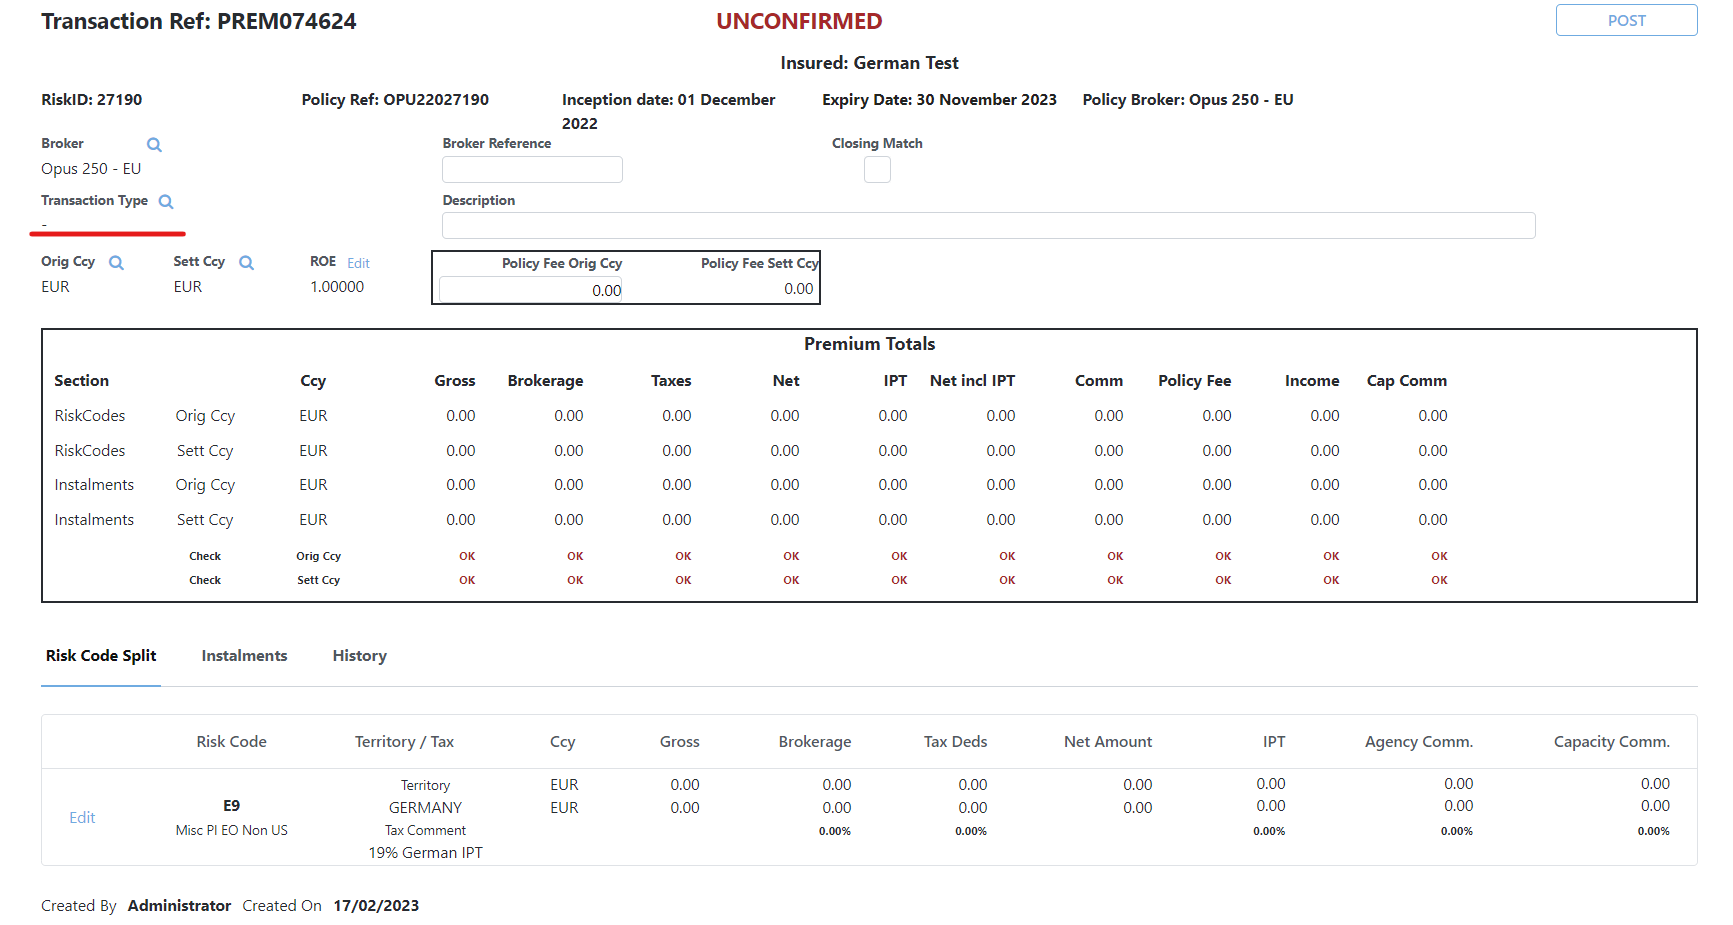 Transaction Ref: PREM074624 UNCONFIRMED POST
Insured: German Test
RiskID: 27190 Policy Ref: OPU22027190 Inception date: 01 December 2022 Expiry Date: 30 November 2023 Policy Broker: Opus 250 - EU
Broker Broker Reference Closing Match
Opus 250 - EU
Transaction Type Description
-
Orig Ccy Sett Ccy ROE Edit Policy Fee Orig Ccy Policy Fee Sett Ccy
EUR EUR 1.00000 0.00 0.00
Premium Totals
Section Ccy Gross Brokerage Taxes Net IPT Net incl IPT Comm Policy Fee Income Cap Comm
RiskCodes Orig Ccy EUR 0.00 0.00 0.00 0.00 0.00 0.00 0.00 0.00 0.00 0.00
RiskCodes Sett Ccy EUR 0.00 0.00 0.00 0.00 0.00 0.00 0.00 0.00 0.00 0.00
Instalments Orig Ccy EUR 0.00 0.00 0.00 0.00 0.00 0.00 0.00 0.00 0.00 0.00
Instalments Sett Ccy EUR 0.00 0.00 0.00 0.00 0.00 0.00 0.00 0.00 0.00 0.00
Check Orig Ccy OK OK OK OK OK OK OK OK OK OK
Check Sett Ccy OK OK OK OK OK OK OK OK OK OK
Risk Code Split Instalments History
Risk Code Territory / Tax Ccy Gross Brokerage Tax Deds Net Amount IPT Agency Comm. Capacity Comm.
Territory EUR 0.00 0.00 0.00 0.00 0.00 0.00 0.00
E9 GERMANY EUR 0.00 0.00 0.00 0.00 0.00 0.00 0.00
Edit
Misc PI EO Non US Tax Comment 0.00% 0.00% 0.00% 0.00% 0.00%
19% German IPT
Created By Administrator Created On 17/02/2023